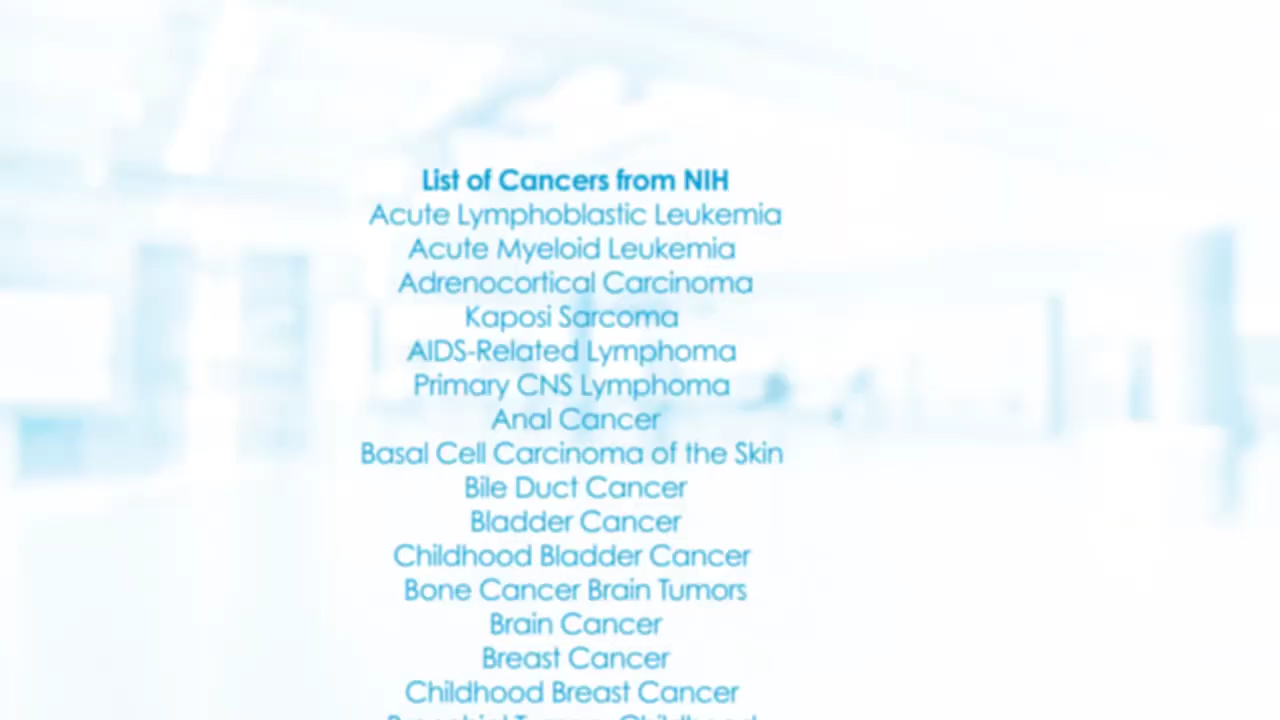 List of Cancers from NIH
Acute Lymphoblastic Leukemia
Acute Myeloid Leukemia
Adrenocortical Carcinoma
Kaposi Sarcoma
AIDS-Related Lymphoma
Primary CNS Lymphoma
Anal Cancer
Basal Cell Carcinoma of the Skin
Bile Duct Cancer
Bladder Cancer
Childhood Bladder Cancer
Bone Cancer Brain Tumors
Brain Cancer
Breast Cancer
Childhood Breast Cancer